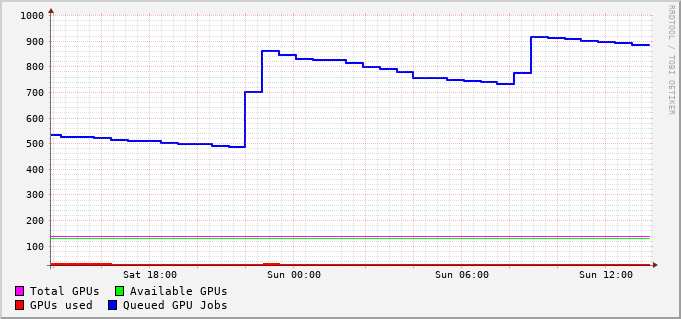 1000
900
800
700
600
500
400
300
200
100
Sat 18:00 Sun 00:00 Sun 06:00 Sun 12:00
Total GPUs Available GPUs
GPUs used Queued GPU Jobs
RRDTOOL / TOBI OETIKER